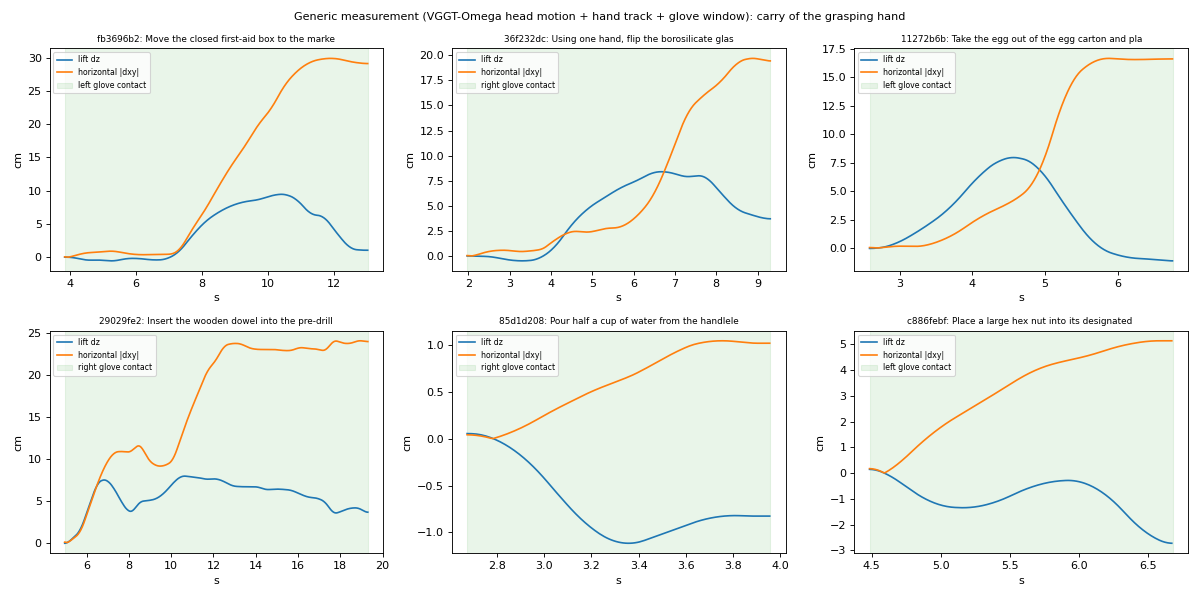 Generic measurement (VGGT-Omega head motion + hand track + glove window): carry of the grasping hand
fb3696b2: Move the closed first-aid box to the marke
cm
30
25
20
15
10
5
0
lift dz
horizontal |dxy|
left glove contact
4 6 8 10 12
s
36f232dc: Using one hand, flip the borosilicate glas
cm
20.0
17.5
15.0
12.5
10.0
7.5
5.0
2.5
0.0
lift dz
horizontal |dxy|
right glove contact
2 3 4 5 6 7 8 9
s
11272b6b: Take the egg out of the egg carton and pla
cm
17.5
15.0
12.5
10.0
7.5
5.0
2.5
0.0
lift dz
horizontal |dxy|
left glove contact
3 4 5 6
s
29029fe2: Insert the wooden dowel into the pre-drill
cm
25
20
15
10
5
0
lift dz
horizontal |dxy|
right glove contact
6 8 10 12 14 16 18 20
s
85d1d208: Pour half a cup of water from the handlele
cm
1.0
0.5
0.0
−0.5
−1.0
lift dz
horizontal |dxy|
right glove contact
2.8 3.0 3.2 3.4 3.6 3.8 4.0
s
c886febf: Place a large hex nut into its designated
cm
5
4
3
2
1
0
−1
−2
−3
lift dz
horizontal |dxy|
left glove contact
4.5 5.0 5.5 6.0 6.5
s